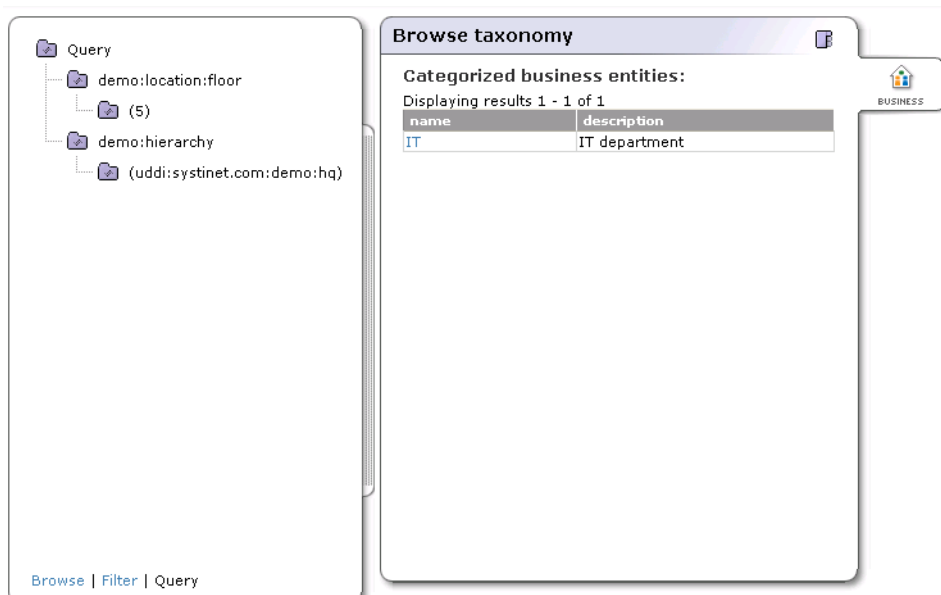 Query
demo:location:floor
(5)
demo:hierarchy
(uddi:systinet.com:demo:hq)
Browse | Filter | Query
Browse taxonomy
Categorized business entities:
Displaying results 1 - 1 of 1
name description
IT IT department
BUSINESS